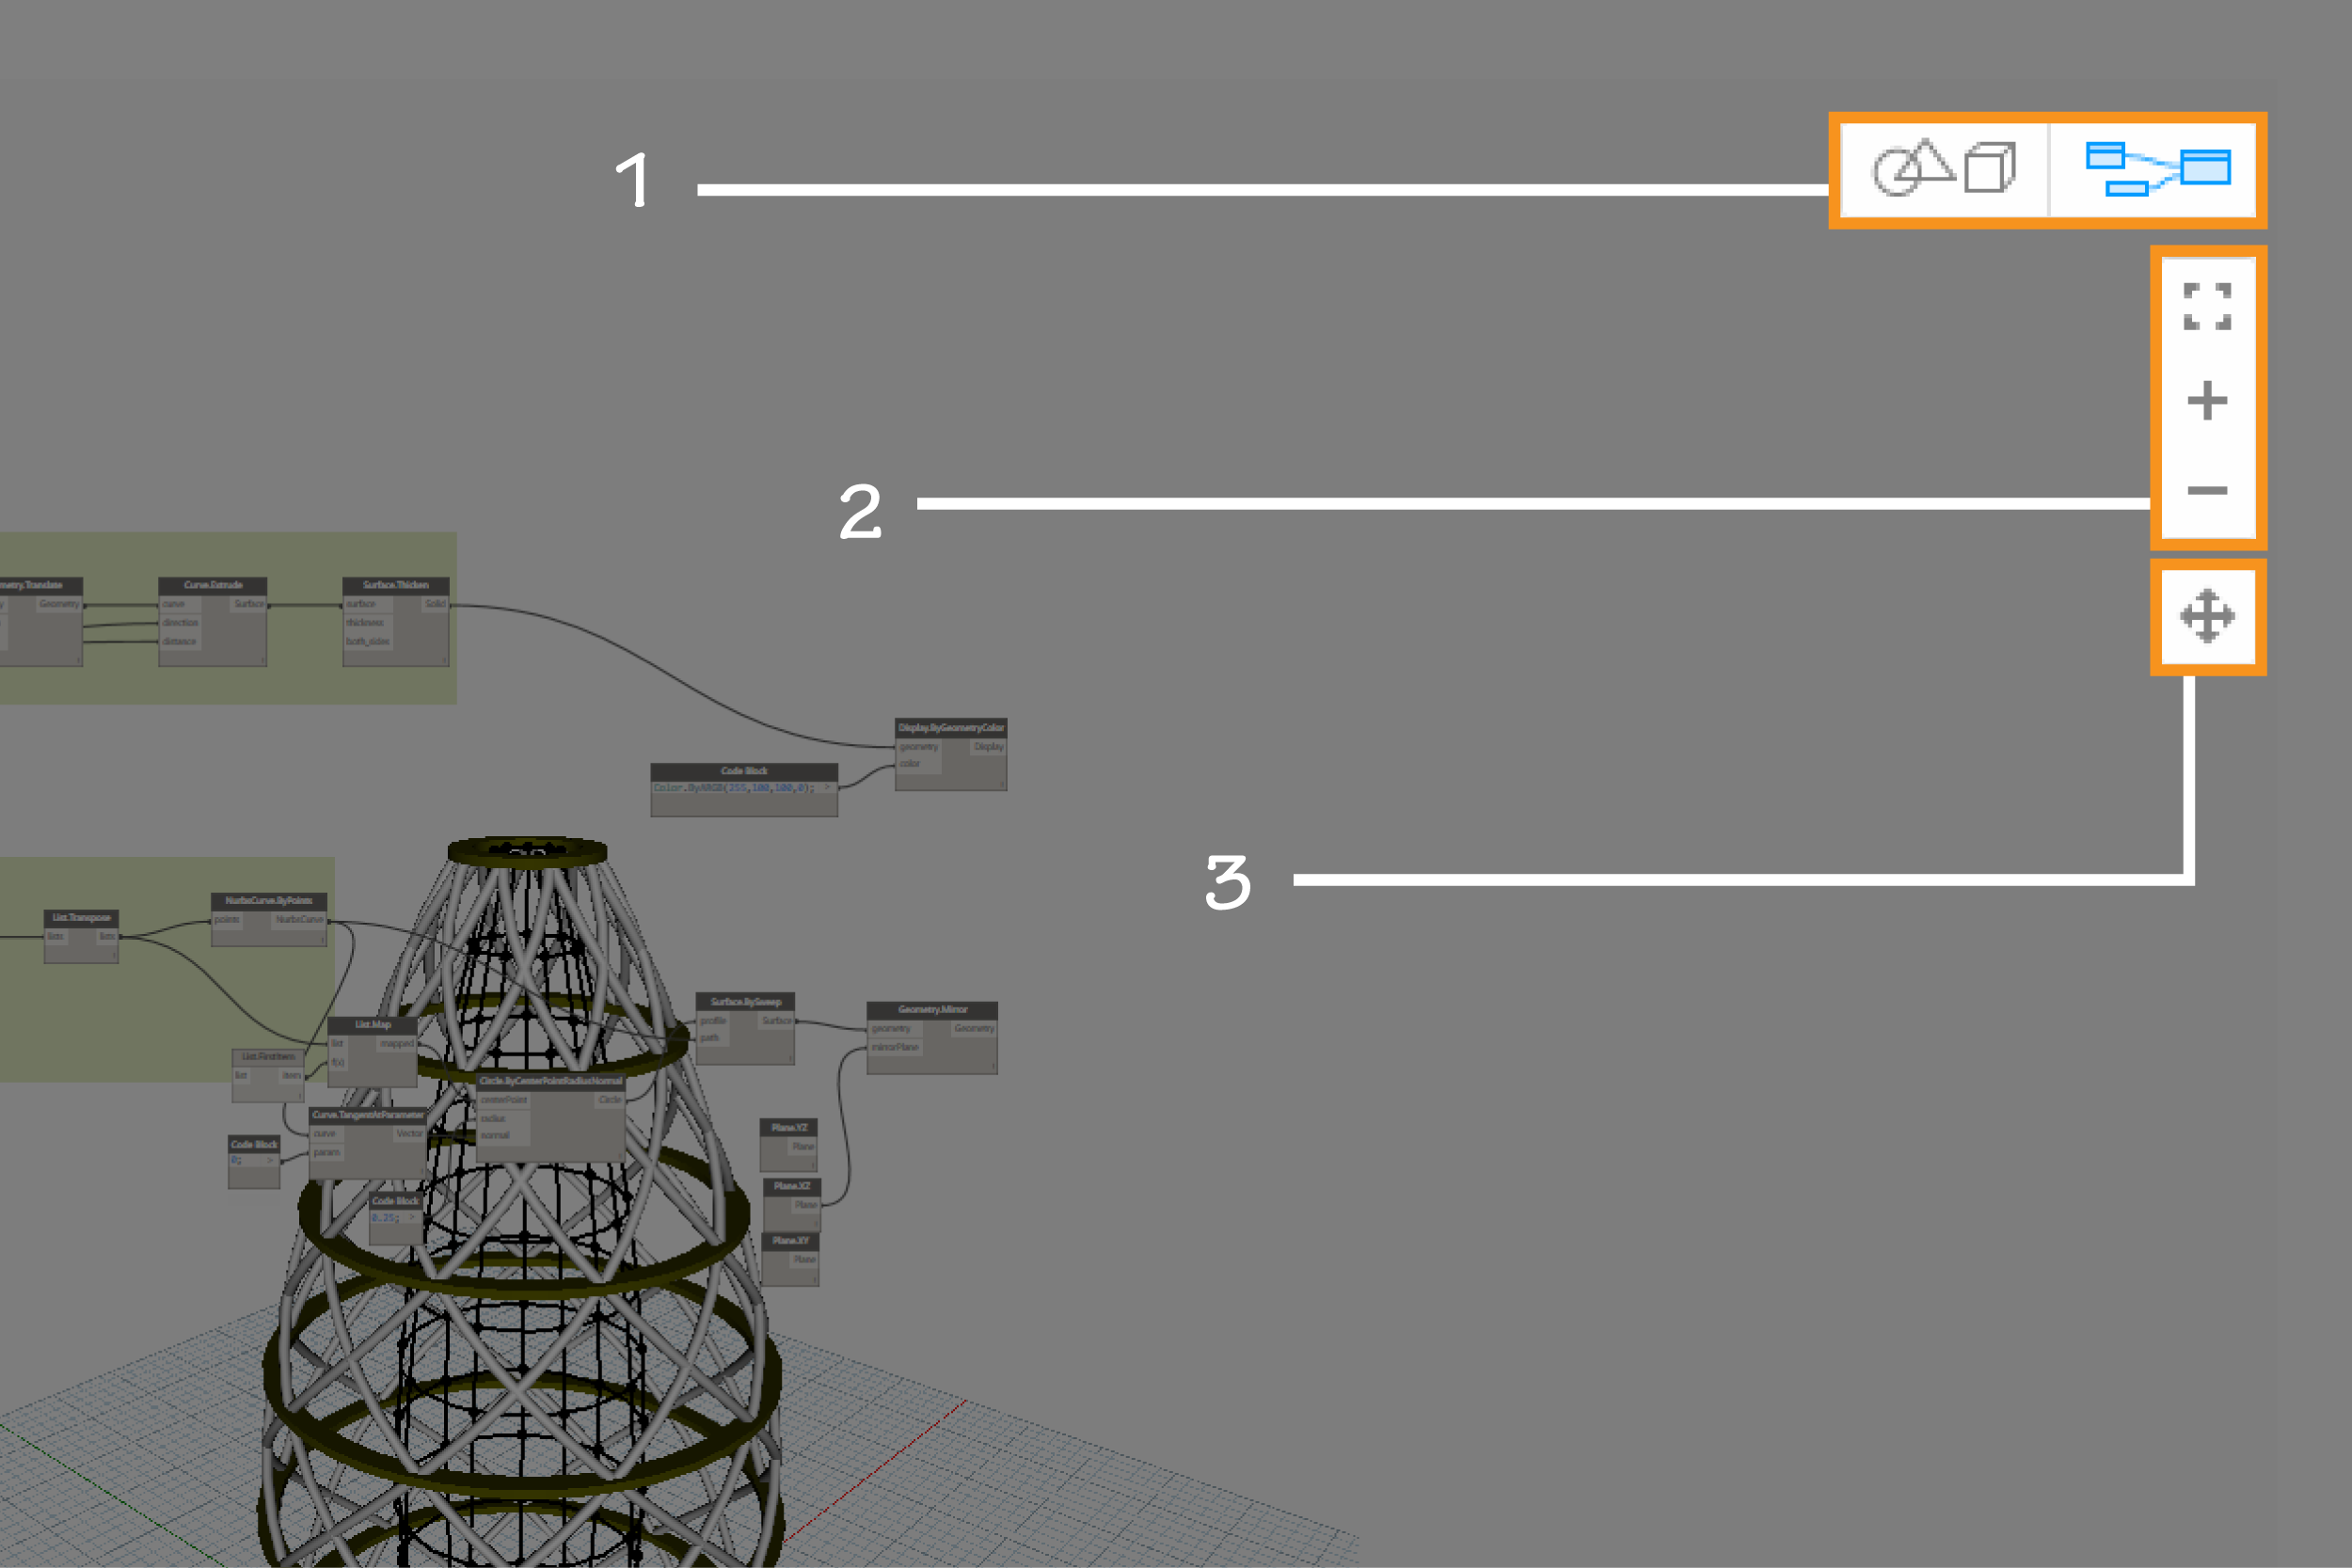 1
2
metry.Translate
Geometry
Curve.Extrude
curve
Surface
direction
distance
Surface.Thicken
surface
Solid
thickness
both_sides
Display.ByGeometryColor
geometry
Display
color
Code Block
Color.ByARGB(255,100,100,0); >
3
List.Transpose
lists
lists
NurbsCurve.ByPoints
points
NurbsCurve
List.Map
list
mapped
f(x)
List.FirstItem
list
item
Surface.BySweep
profile
Surface
path
Geometry.Mirror
geometry
Geometry
mirrorPlane
Circle.ByCenterPointRadiusNormal
centerPoint
Circle
radius
normal
Curve.TangentAtParameter
curve
Vector
param
Code Block
0; >
Code Block
0.25; >
Plane.YZ
Plane
Plane.XZ
Plane
Plane.XY
Plane